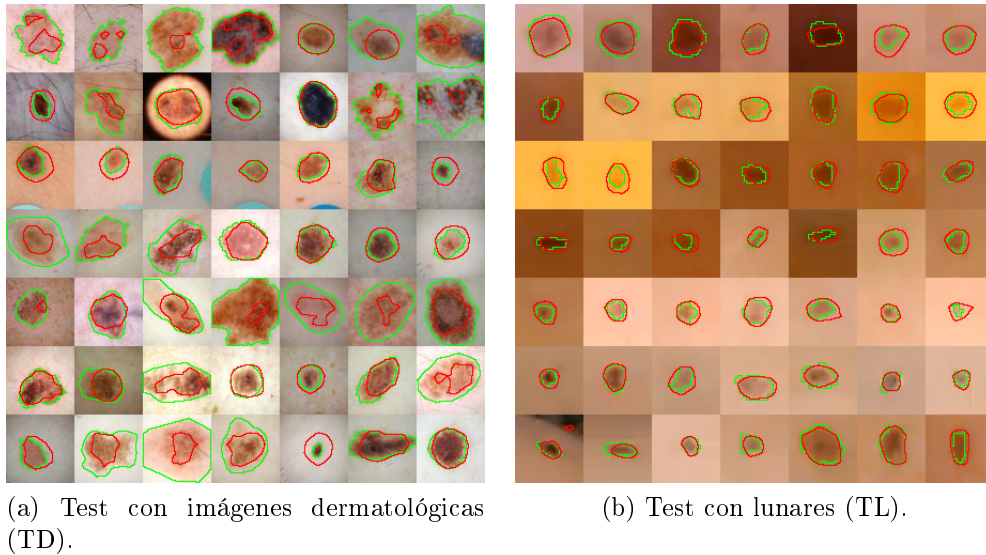 (a) Test con imágenes dermatológicas
(TD).
(b) Test con lunares (TL).